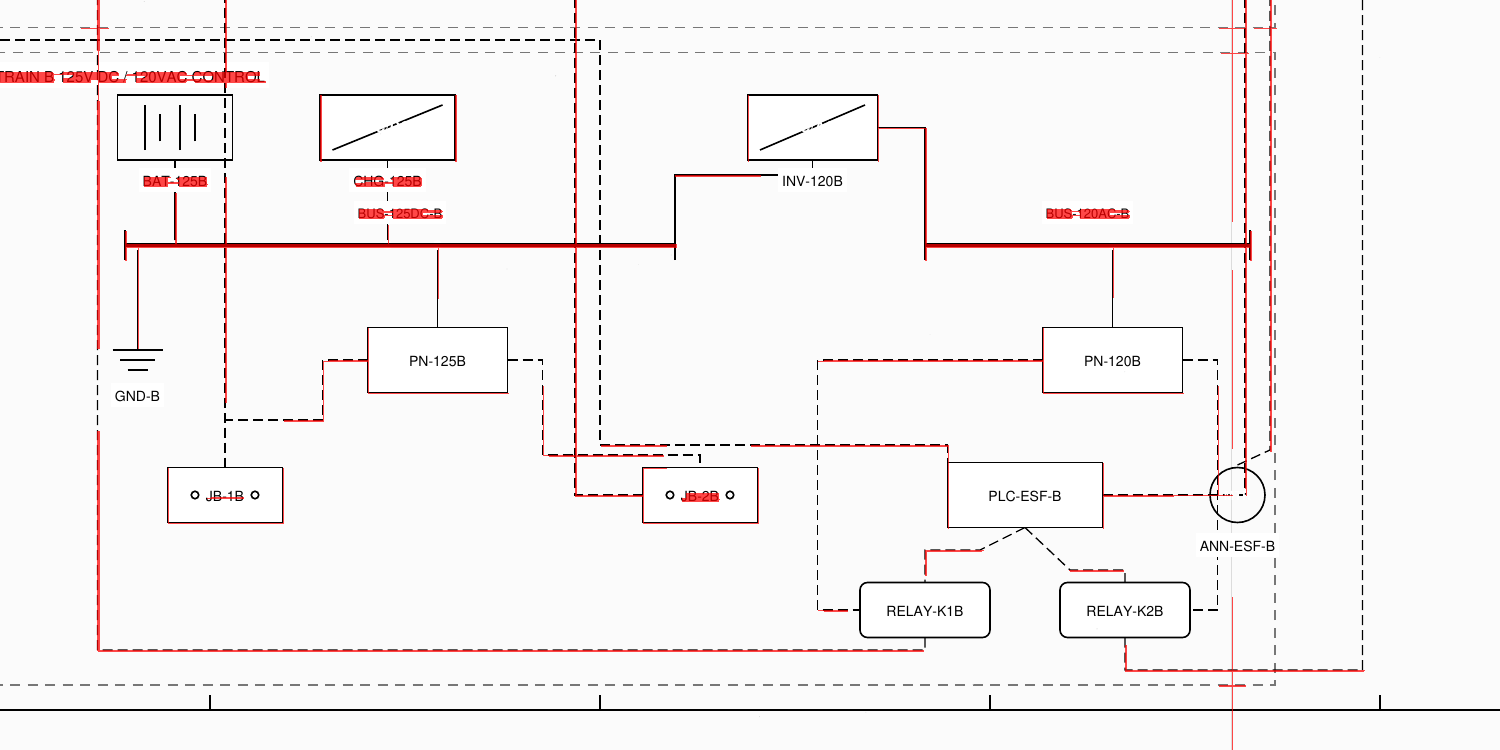 TRAIN B 125V DC / 120VAC CONTROL
BAT-125B
CHG-125B
INV-120B
BUS-125DC-B
BUS-120AC-B
PN-125B
PN-120B
GND-B
JB-1B
JB-2B
PLC-ESF-B
ANN-ESF-B
RELAY-K1B
RELAY-K2B